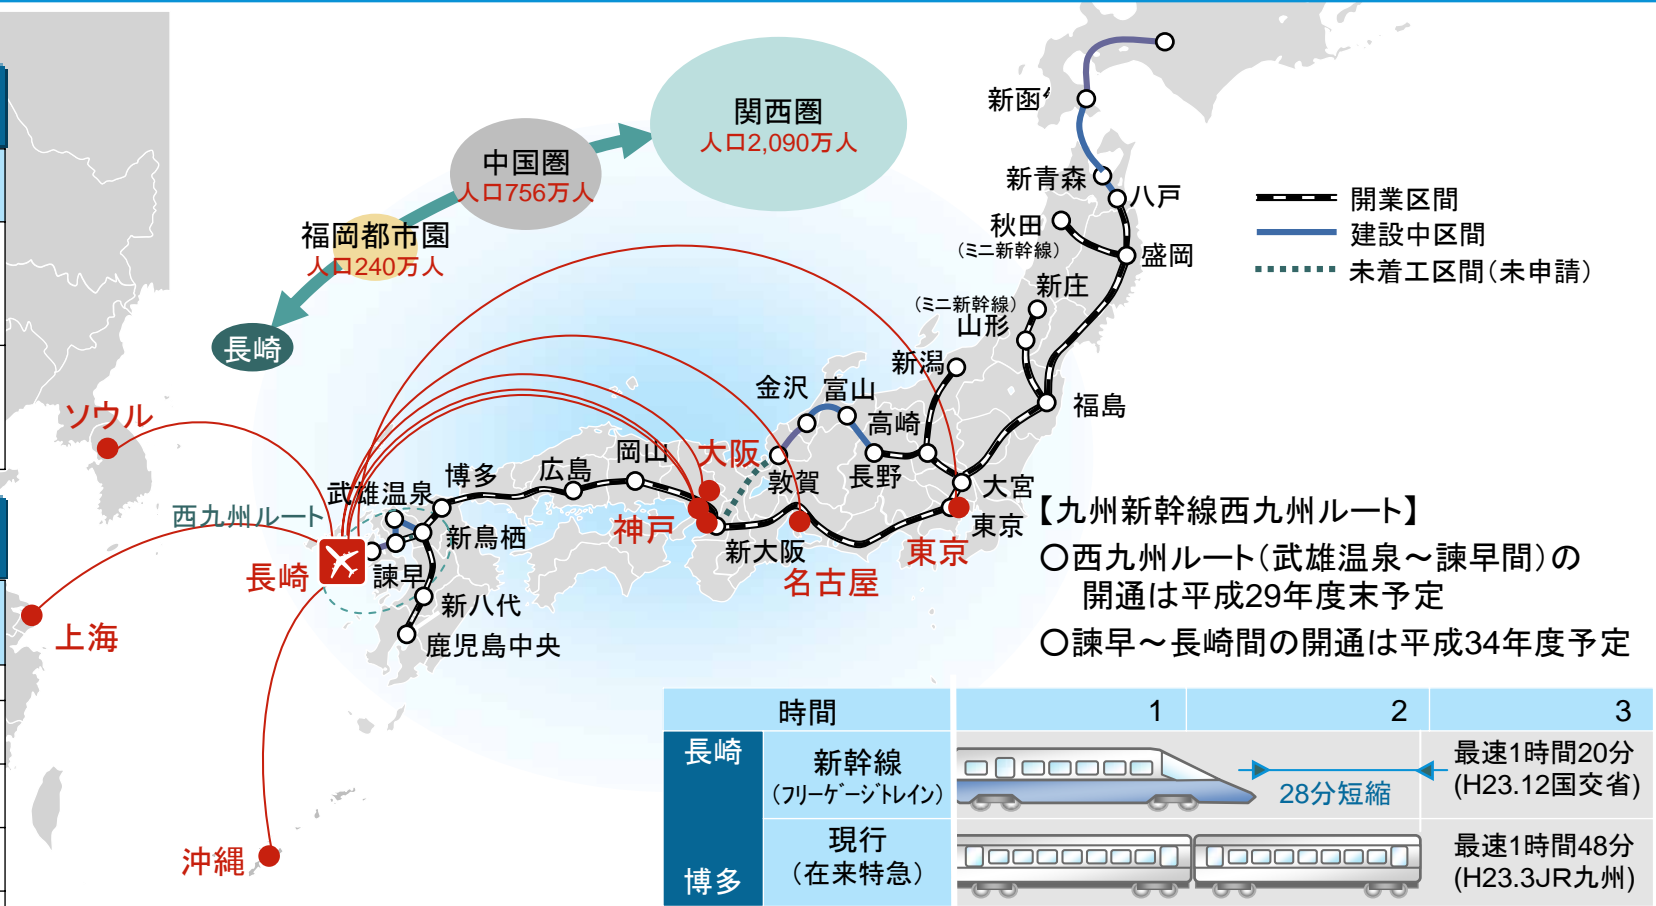 関西圏
人口2,090万人
中国圏
人口756万人
福岡都市園
人口240万人
長崎
新函
新青森
八戸
秋田
(ミニ新幹線)
盛岡
新庄
(ミニ新幹線)
山形
新潟
福島
金沢
富山
高崎
長野
敦賀
大宮
東京
東京
開業区間
建設中区間
未着工区間(未申請)
ソウル
上海
沖縄
西九州ルート
長崎
武雄温泉
博多
新鳥栖
諫早
新八代
鹿児島中央
広島
岡山
大阪
神戸
新大阪
名古屋
【九州新幹線西九州ルート】
○西九州ルート(武雄温泉~諫早間)の
開通は平成29年度末予定
○諫早~長崎間の開通は平成34年度予定
時間
1
2
3
長崎
博多
新幹線
(フリーゲージトレイン)
28分短縮
最速1時間20分
(H23.12国交省)
現行
(在来特急)
最速1時間48分
(H23.3JR九州)